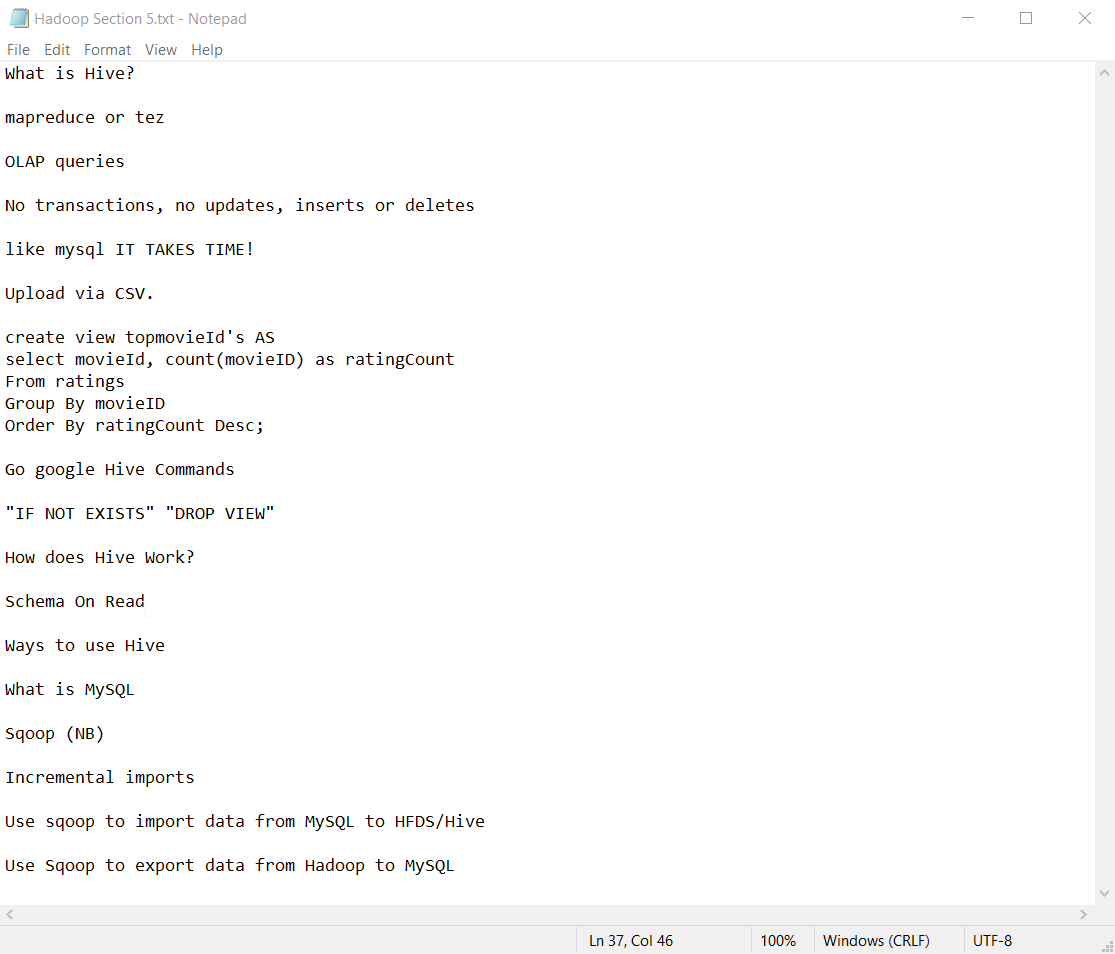 Hadoop Section 5.txt - Notepad
File Edit Format View Help
What is Hive?
mapreduce or tez
OLAP queries
No transactions, no updates, inserts or deletes
like mysql IT TAKES TIME!
Upload via CSV.
create view topmovieId's AS
select movieId, count(movieID) as ratingCount
From ratings
Group By movieID
Order By ratingCount Desc;
Go google Hive Commands
"IF NOT EXISTS" "DROP VIEW"
How does Hive Work?
Schema On Read
Ways to use Hive
What is MySQL
Sqoop (NB)
Incremental imports
Use sqoop to import data from MySQL to HFDS/Hive
Use Sqoop to export data from Hadoop to MySQL
Ln 37, Col 46 100% Windows (CRLF) UTF-8